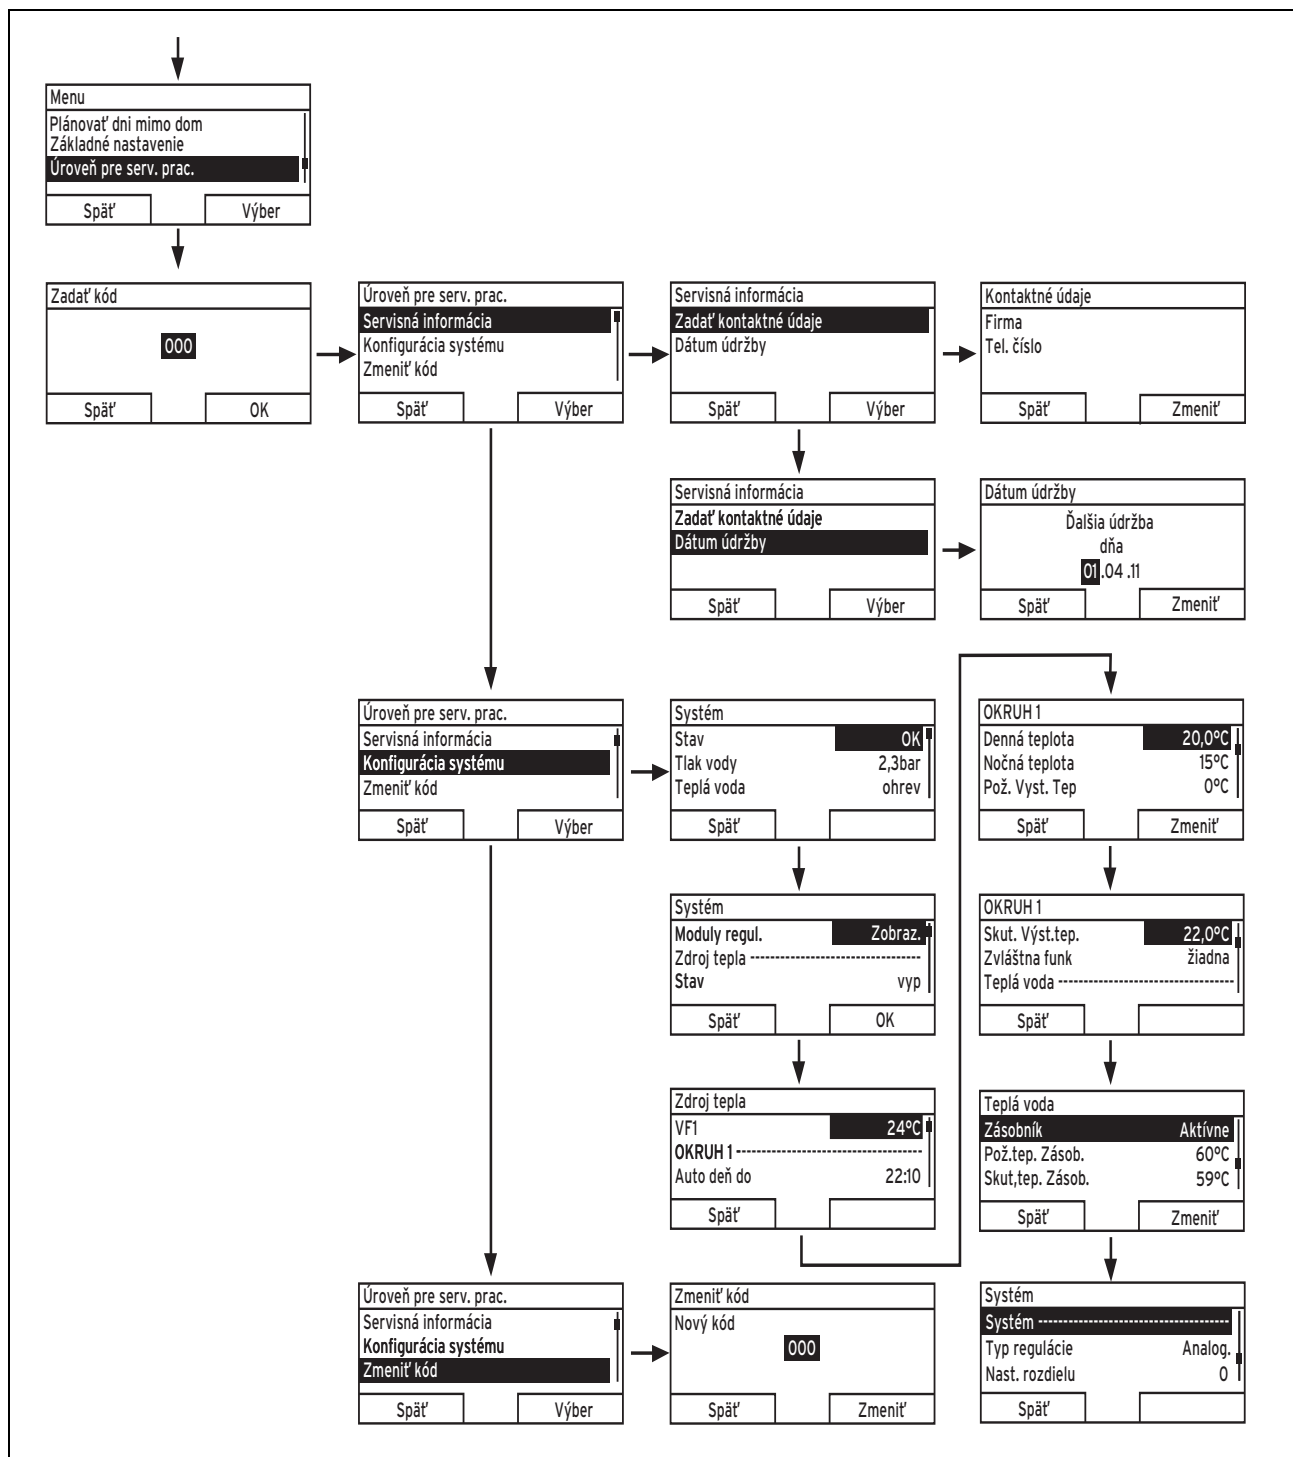 Menu
Plánovať dni mimo dom
Základné nastavenie
Úroveň pre serv. prac.
Späť Výber
Zadať kód
000
Späť OK
Úroveň pre serv. prac.
Servisná informácia
Konfigurácia systému
Zmeniť kód
Späť Výber
Servisná informácia
Zadať kontaktné údaje
Dátum údržby
Späť Výber
Kontaktné údaje
Firma
Tel. číslo
Späť Zmeniť
Servisná informácia
Zadať kontaktné údaje
Dátum údržby
Späť Výber
Dátum údržby
Ďalšia údržba
dňa
01.04 .11
Späť Zmeniť
Úroveň pre serv. prac.
Servisná informácia
Konfigurácia systému
Zmeniť kód
Späť Výber
Systém
Stav OK
Tlak vody 2,3bar
Teplá voda ohrev
Späť
Systém
Moduly regul. Zobraz.
Zdroj tepla ----------------------------------
Stav vyp
Späť OK
Zdroj tepla
VF1 24°C
OKRUH 1 -------------------------------------
Auto deň do 22:10
Späť
OKRUH 1
Denná teplota 20,0°C
Nočná teplota 15°C
Pož. Vyst. Tep 0°C
Späť Zmeniť
OKRUH 1
Skut. Výst.tep. 22,0°C
Zvláštna funk žiadna
Teplá voda -----------------------------------
Späť
Teplá voda
Zásobník Aktívne
Pož.tep. Zásob. 60°C
Skut,tep. Zásob. 59°C
Späť Zmeniť
Systém
Systém --------------------------------------
Typ regulácie Analog.
Nast. rozdielu 0
Späť
Úroveň pre serv. prac.
Servisná informácia
Konfigurácia systému
Zmeniť kód
Späť Výber
Zmeniť kód
Nový kód
000
Späť Zmeniť